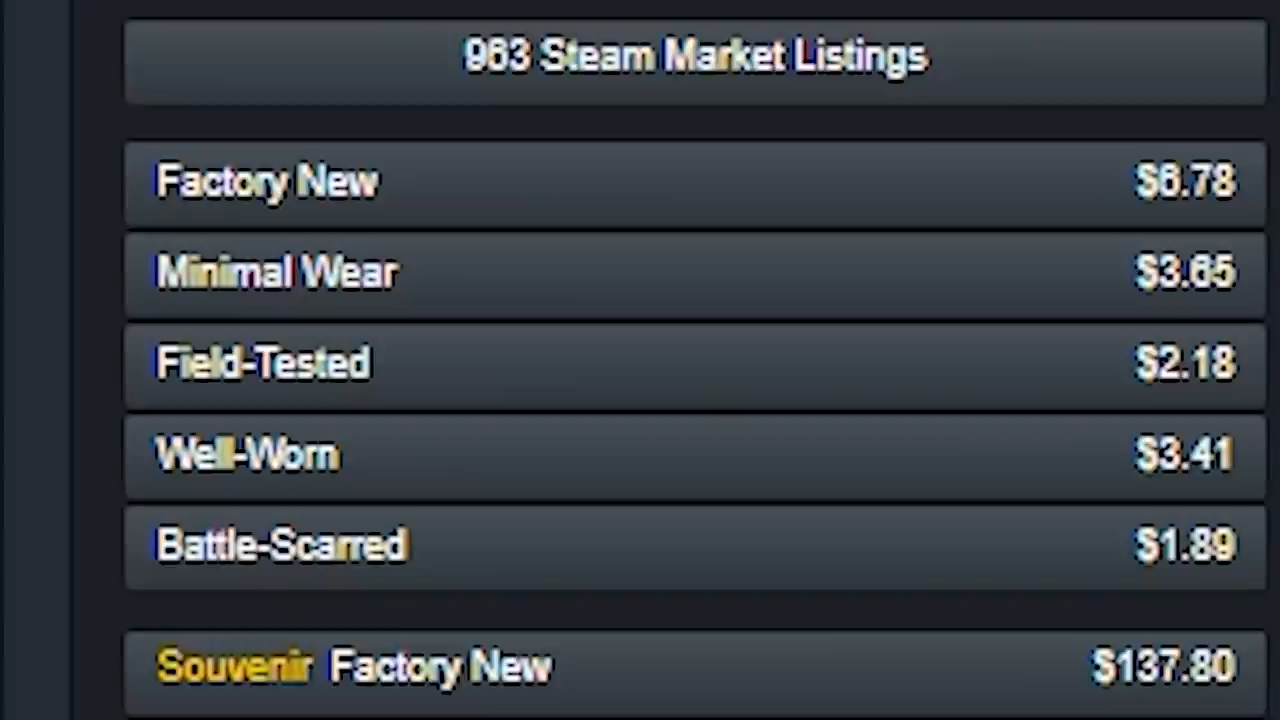 963 Steam Market Listings
Factory New $6.78
Minimal Wear $3.65
Field-Tested $2.18
Well-Worn $3.41
Battle-Scarred $1.89
Souvenir Factory New $137.80